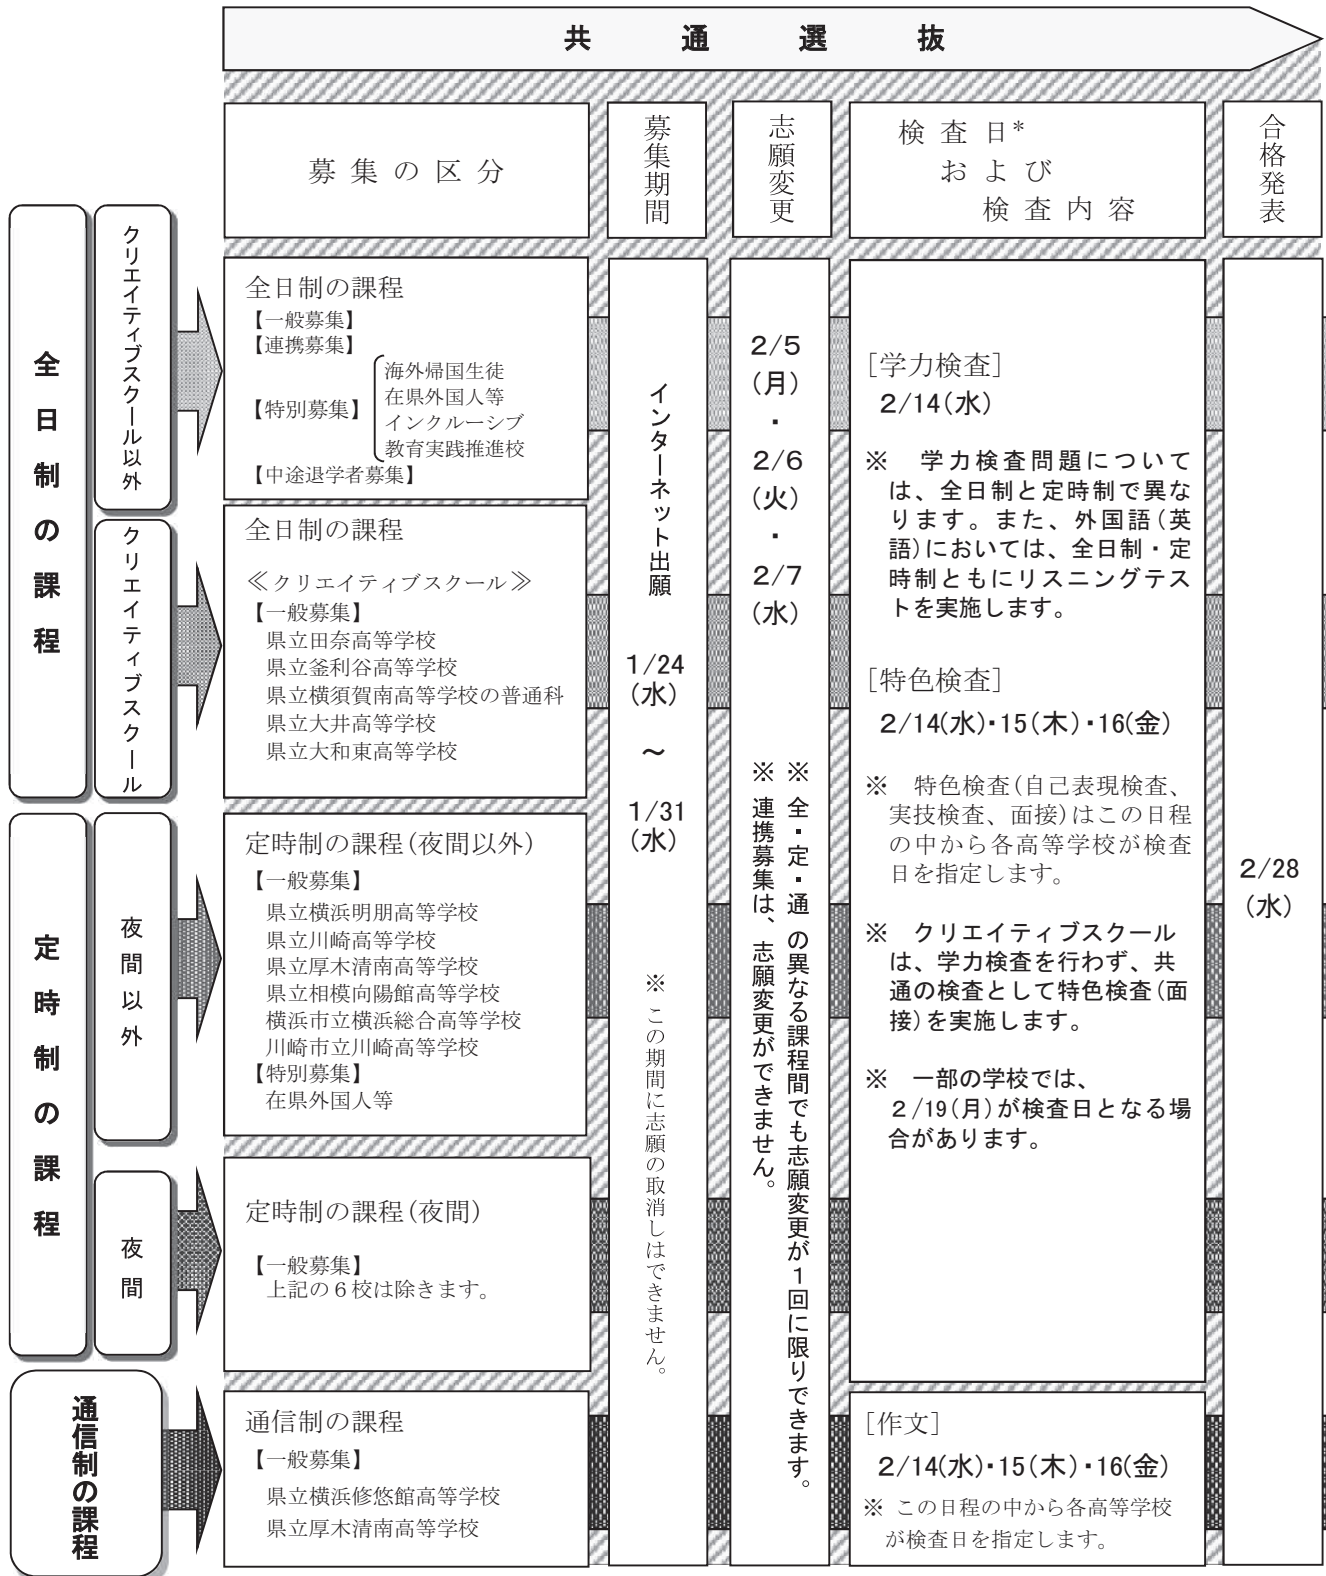 共通選抜
募集の区分
募集期間
志願変更
検査日*
および
検査内容
合格発表
全日制の課程
クリエイティブスクール以外
全日制の課程
【一般募集】
【連携募集】
【特別募集】
海外帰国生徒
在県外国人等
インクルーシブ
教育実践推進校
【中途退学者募集】
クリエイティブスクール
全日制の課程
≪クリエイティブスクール≫
【一般募集】
県立田奈高等学校
県立釜利谷高等学校
県立横須賀南高等学校の普通科
県立大井高等学校
県立大和東高等学校
定時制の課程
夜間以外
定時制の課程(夜間以外)
【一般募集】
県立横浜明朋高等学校
県立川崎高等学校
県立厚木清南高等学校
県立相模向陽館高等学校
横浜市立横浜総合高等学校
川崎市立川崎高等学校
【特別募集】
在県外国人等
夜間
定時制の課程(夜間)
【一般募集】
上記の6校は除きます。
通信制の課程
通信制の課程
【一般募集】
県立横浜修悠館高等学校
県立厚木清南高等学校
インターネット出願
1/24
(水)
～
1/31
(水)
※ この期間に志願の取消しはできません。
2/5
(月)
・
2/6
(火)
・
2/7
(水)
※ 全・定・通の異なる課程間でも志願変更が1回に限りできます。
※ 連携募集は、志願変更ができません。
[学力検査]
2/14(水)
※ 学力検査問題について
は、全日制と定時制で異な
ります。また、外国語(英
語)においては、全日制・定
時制ともにリスニングテス
トを実施します。
[特色検査]
2/14(水)・15(木)・16(金)
※ 特色検査(自己表現検査、
実技検査、面接)はこの日程
の中から各高等学校が検査
日を指定します。
※ クリエイティブスクール
は、学力検査を行わず、共
通の検査として特色検査(面
接)を実施します。
※ 一部の学校では、
2/19(月)が検査日となる場
合があります。
[作文]
2/14(水)・15(木)・16(金)
※ この日程の中から各高等学校
が検査日を指定します。
2/28
(水)